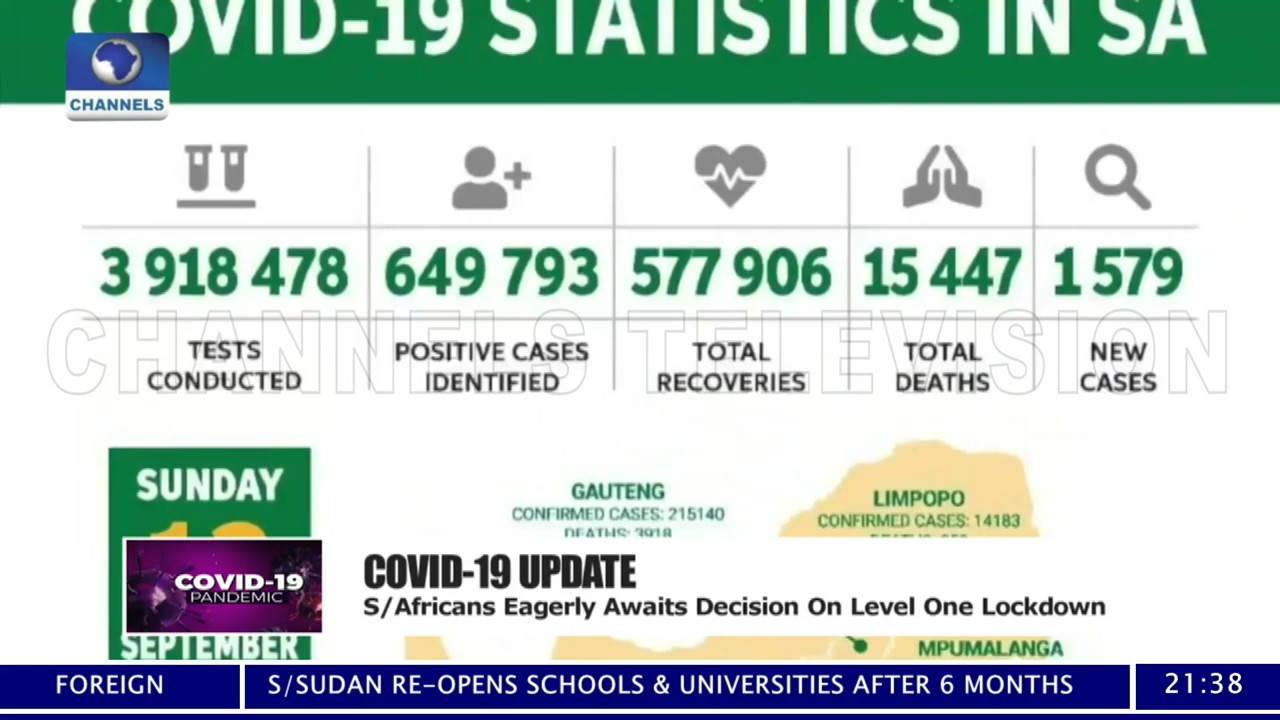 COVID-19 STATISTICS IN SA
CHANNELS
3 918 478
649 793
577 906
15 447
1 579
CHANNELS TELEVISION
TESTS
CONDUCTED
POSITIVE CASES
IDENTIFIED
TOTAL
RECOVERIES
TOTAL
DEATHS
NEW
CASES
SUNDAY
SEPTEMBER
GAUTENG
CONFIRMED CASES: 215140
DEATHS: 3918
LIMPOPO
CONFIRMED CASES: 14183
MPUMALANGA
COVID-19
PANDEMIC
COVID-19 UPDATE
S/Africans Eagerly Awaits Decision On Level One Lockdown
FOREIGN
S/SUDAN RE-OPENS SCHOOLS & UNIVERSITIES AFTER 6 MONTHS
21:38